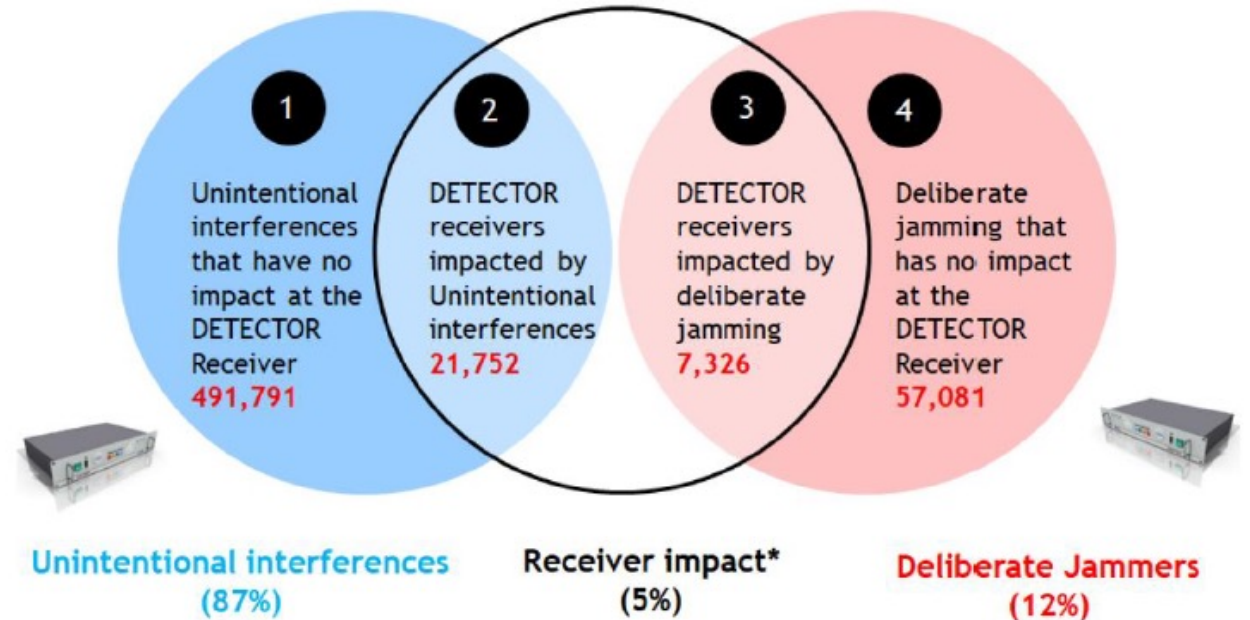 1
Unintentional
interferences
that have no
impact at the
DETECTOR
Receiver
491,791
2
DETECTOR
receivers
impacted by
Unintentional
interferences
21,752
3
DETECTOR
receivers
impacted by
deliberate
jamming
7,326
4
Deliberate
jamming that
has no impact
at the
DETECTOR
Receiver
57,081
Unintentional interferences
(87%)
Receiver impact*
(5%)
Deliberate Jammers
(12%)